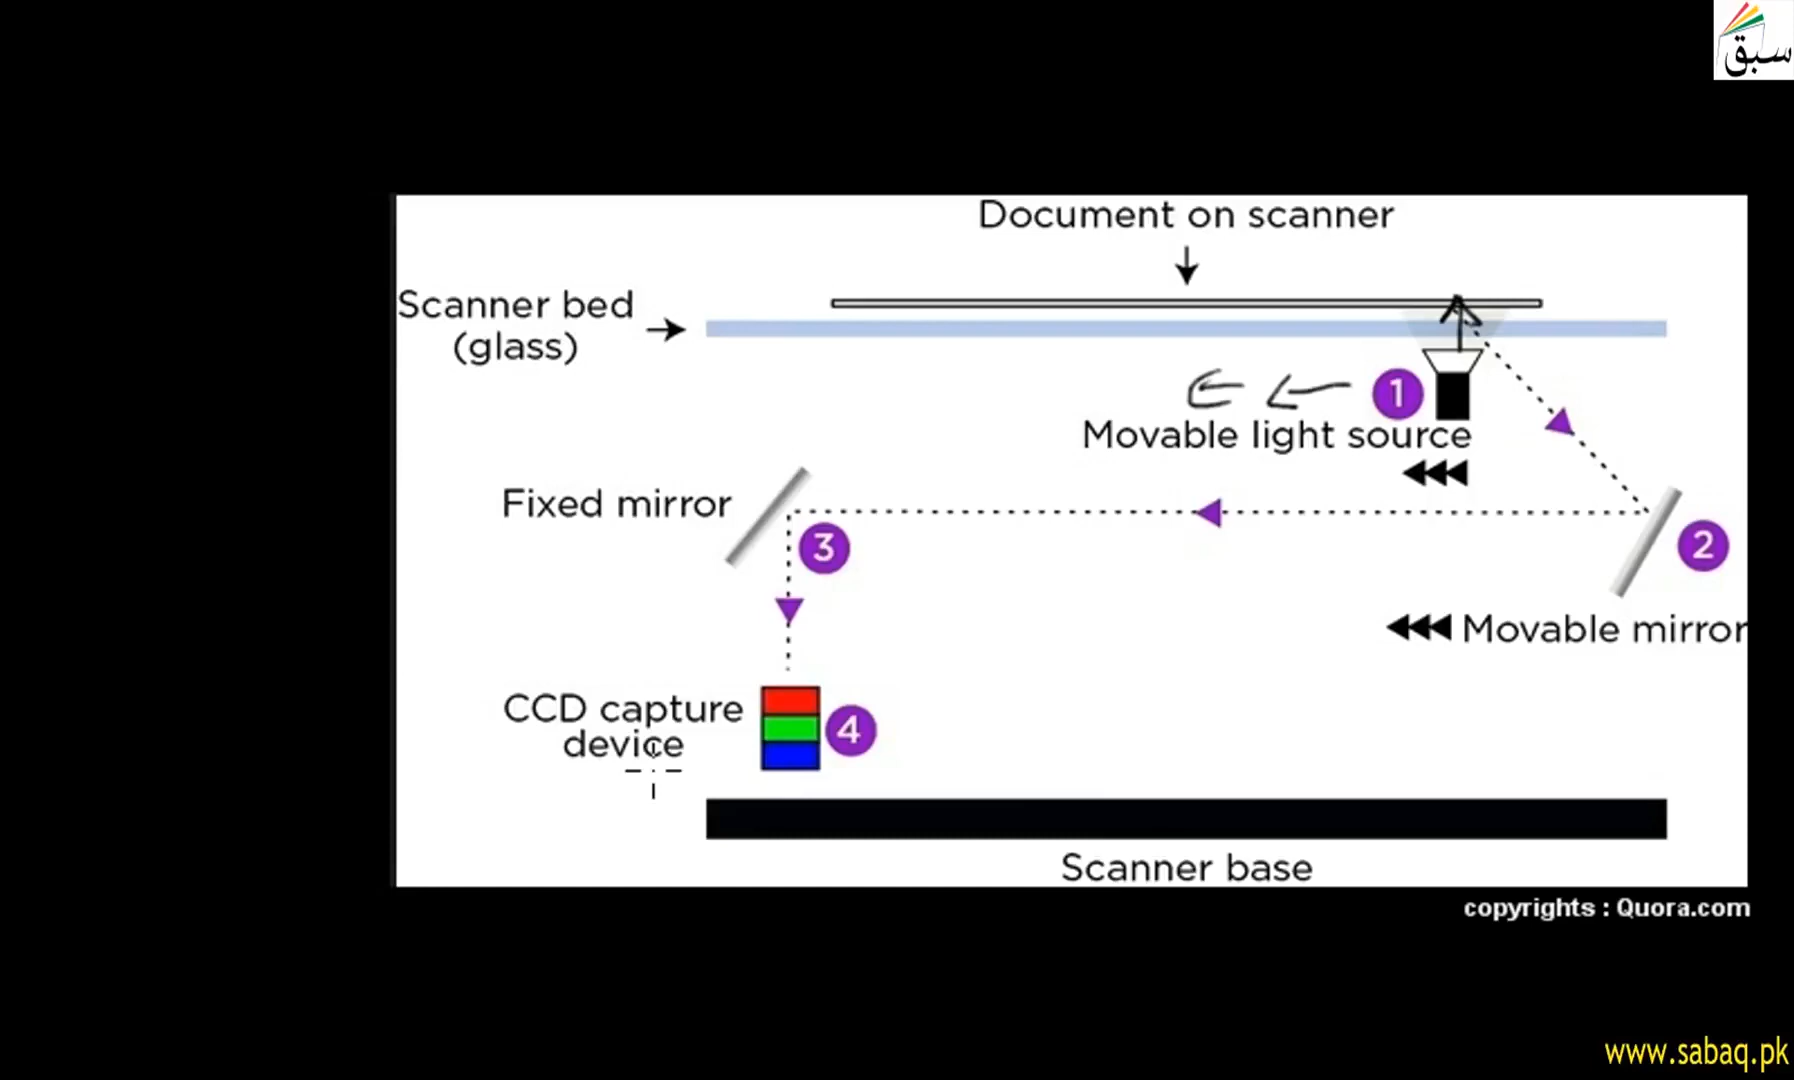 سبق
Document on scanner
Scanner bed
(glass)
1
Movable light source
Fixed mirror
3
2
Movable mirror
CCD capture
device
4
Scanner base
copyrights : Quora.com
www.sabaq.pk